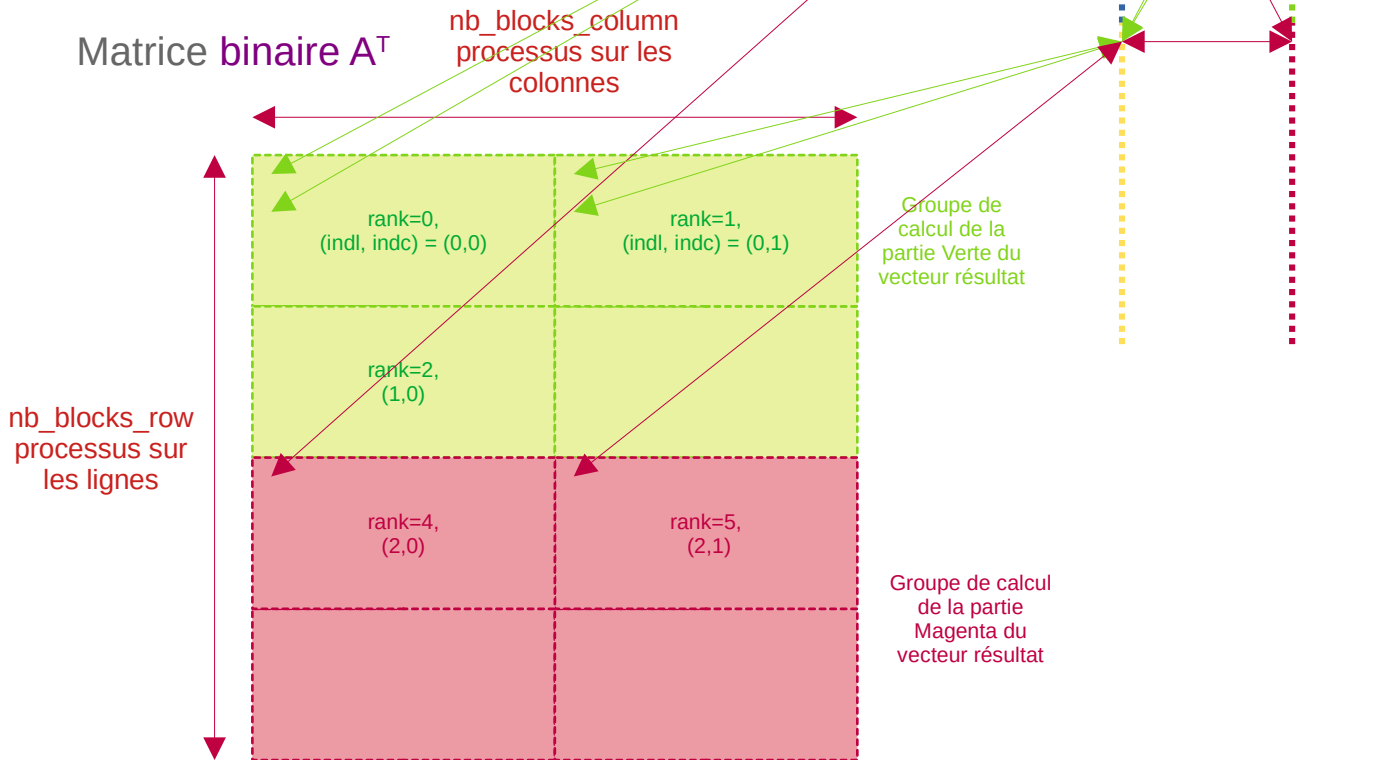 nb_blocks_column
processus sur les
colonnes
Matrice binaire Aᵀ
rank=0,
(indl, indc) = (0,0)
rank=1,
(indl, indc) = (0,1)
Groupe de
calcul de la
partie Verte du
vecteur résultat
rank=2,
(1,0)
nb_blocks_row
processus sur
les lignes
rank=4,
(2,0)
rank=5,
(2,1)
Groupe de calcul
de la partie
Magenta du
vecteur résultat